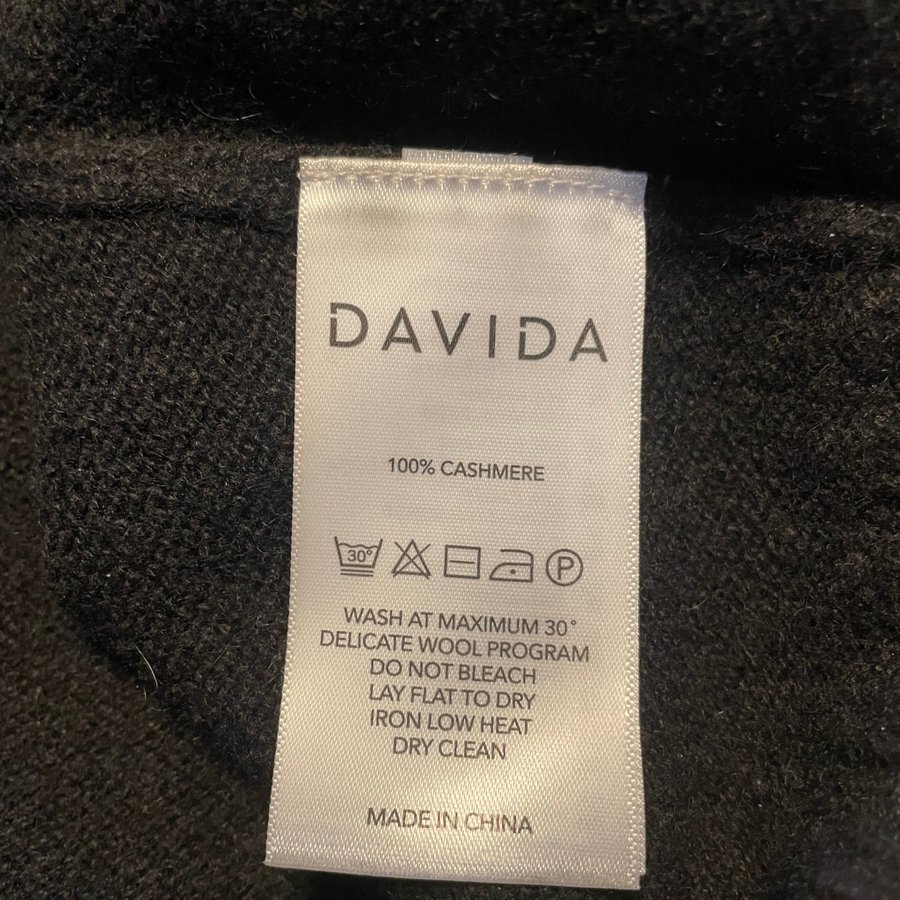 DAVIDA
100% CASHMERE
30° P
WASH AT MAXIMUM 30°
DELICATE WOOL PROGRAM
DO NOT BLEACH
LAY FLAT TO DRY
IRON LOW HEAT
DRY CLEAN
MADE IN CHINA